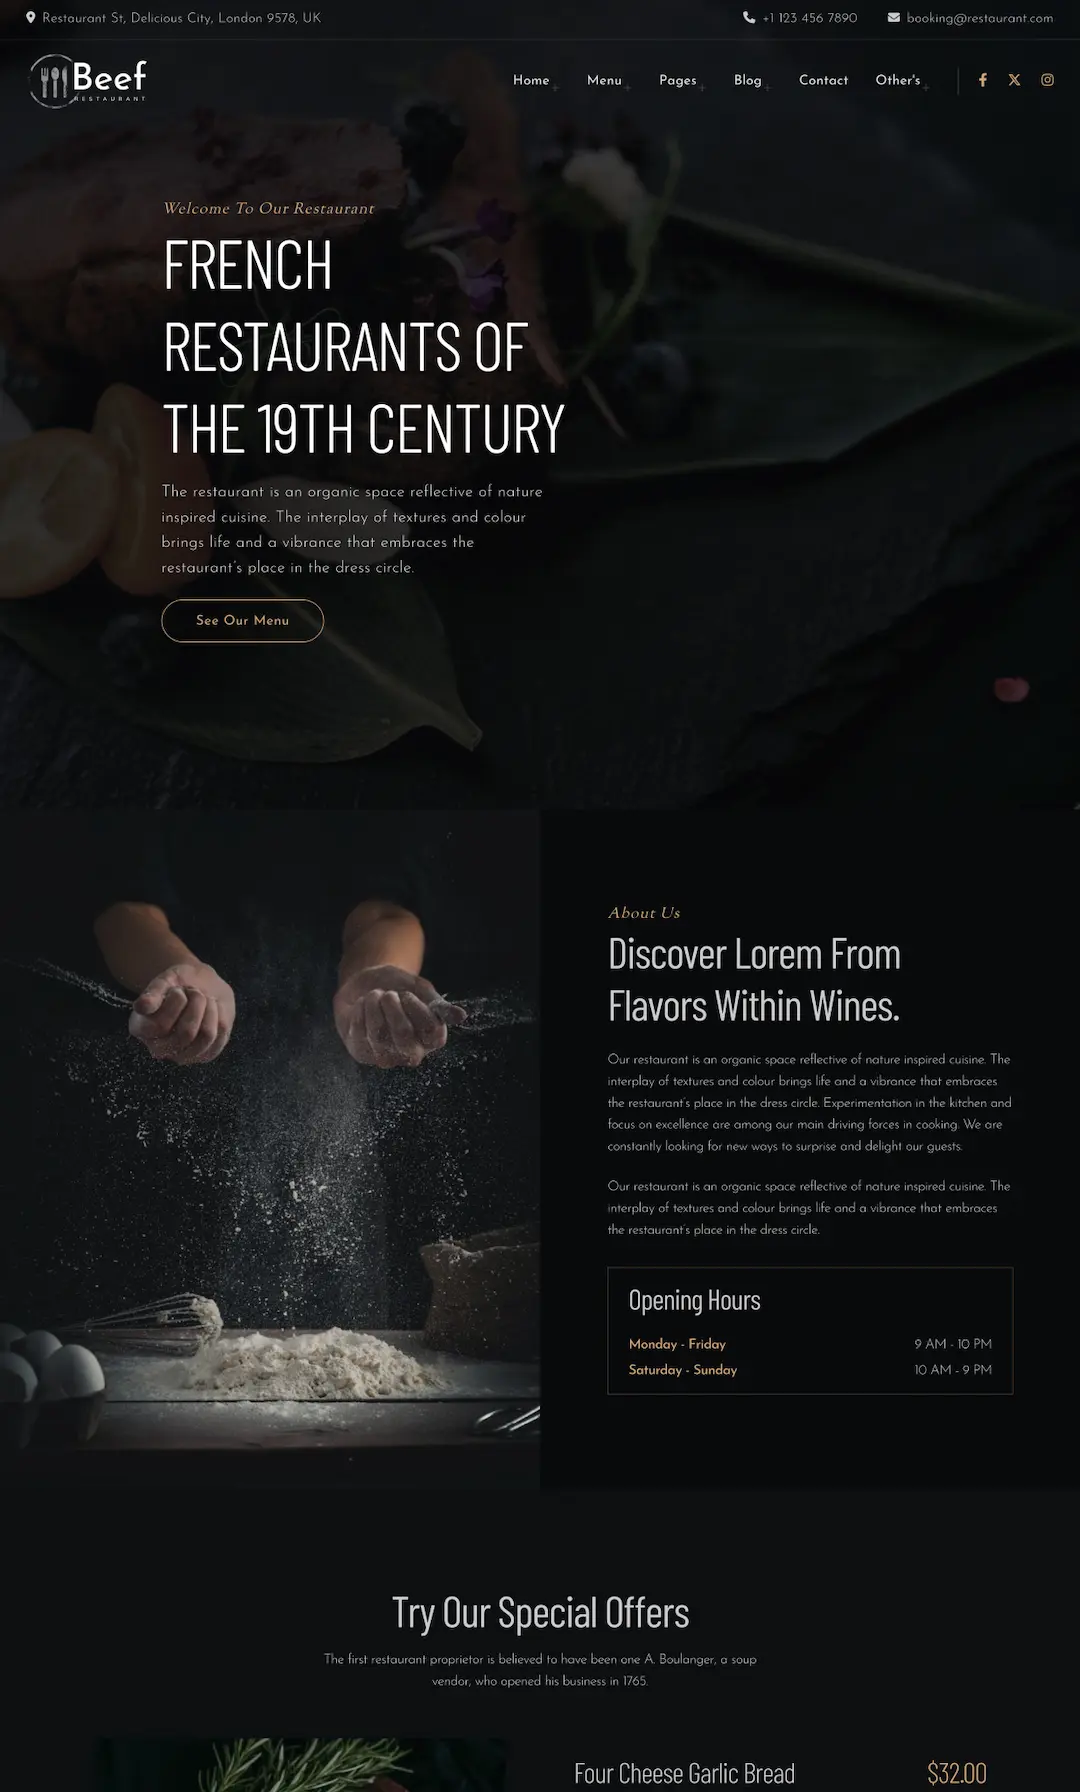 Restaurant St, Delicious City, London 9578, UK
+1 123 456 7890
booking@restaurant.com
Beef
RESTAURANT
Home + Menu + Pages + Blog + Contact Other's +
Welcome To Our Restaurant
FRENCH
RESTAURANTS OF
THE 19TH CENTURY
The restaurant is an organic space reflective of nature
inspired cuisine. The interplay of textures and colour
brings life and a vibrance that embraces the
restaurant's place in the dress circle.
See Our Menu
About Us
Discover Lorem From
Flavors Within Wines.
Our restaurant is an organic space reflective of nature inspired cuisine. The
interplay of textures and colour brings life and a vibrance that embraces
the restaurant's place in the dress circle. Experimentation in the kitchen and
focus on excellence are among our main driving forces in cooking. We are
constantly looking for new ways to surprise and delight our guests.
Our restaurant is an organic space reflective of nature inspired cuisine. The
interplay of textures and colour brings life and a vibrance that embraces
the restaurant's place in the dress circle.
Opening Hours
Monday - Friday 9 AM - 10 PM
Saturday - Sunday 10 AM - 9 PM
Try Our Special Offers
The first restaurant proprietor is believed to have been one A. Boulanger, a soup
vendor, who opened his business in 1765.
Four Cheese Garlic Bread $32.00